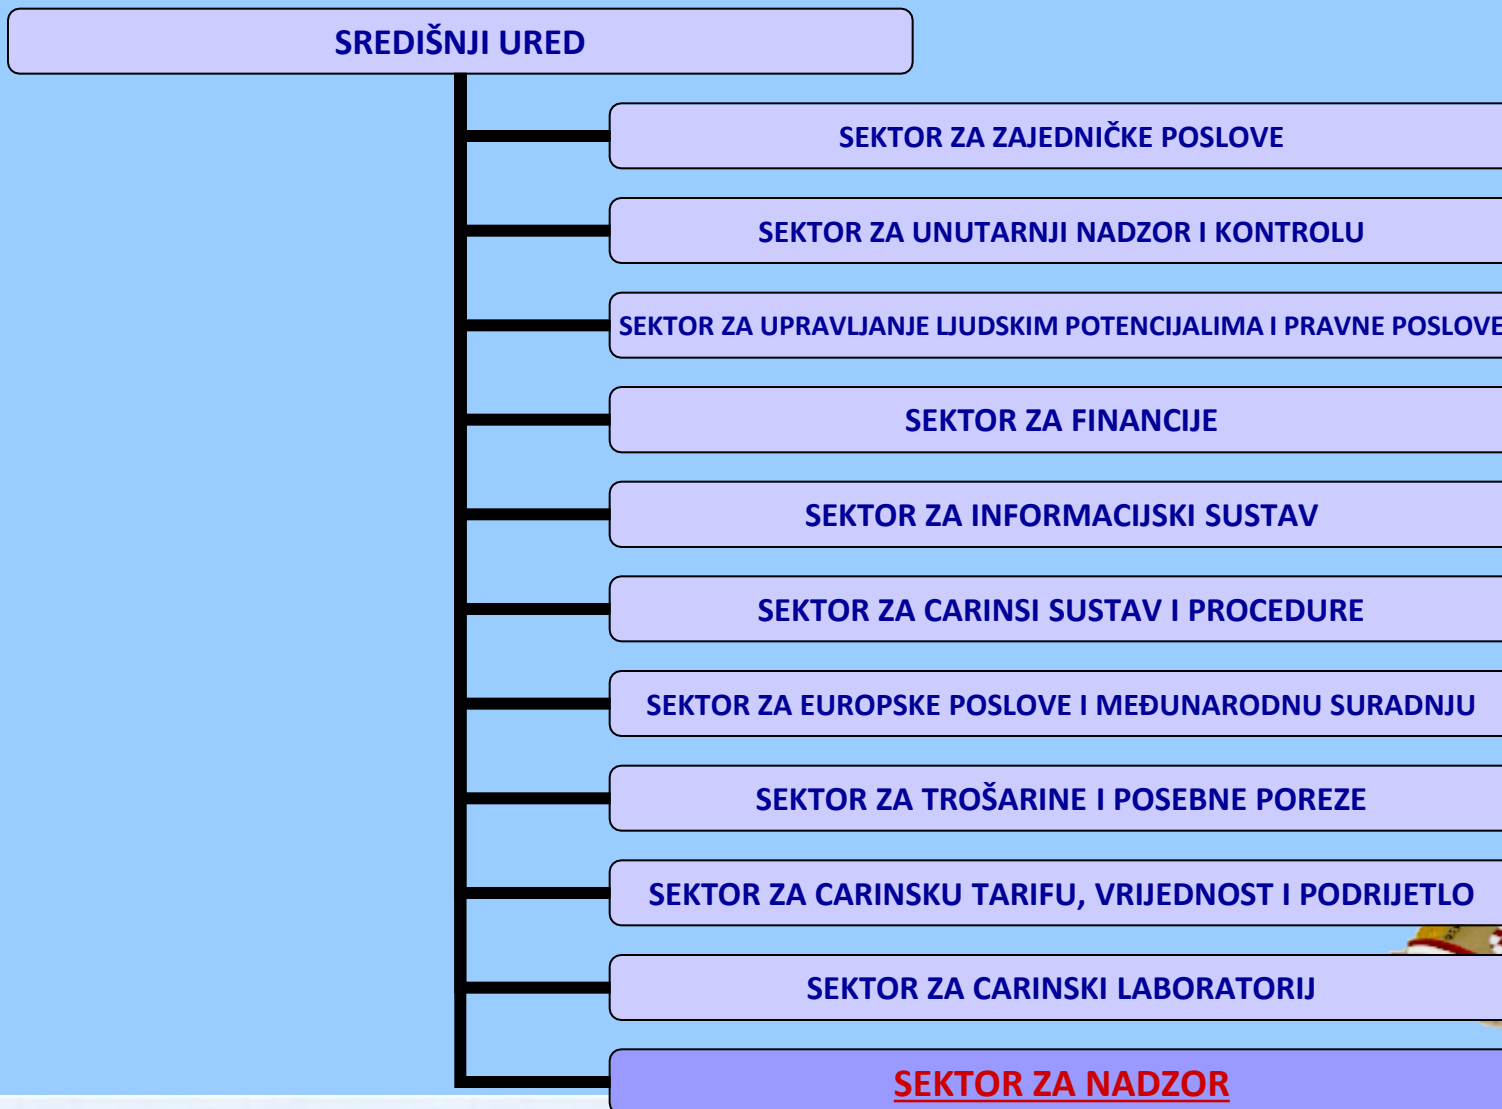 SREDIŠNJI URED
SEKTOR ZA ZAJEDNIČKE POSLOVE
SEKTOR ZA UNUTARNJI NADZOR I KONTROLU
SEKTOR ZA UPRAVLJANJE LJUDSKIM POTENCIJALIMA I PRAVNE POSLOVE
SEKTOR ZA FINANCIJE
SEKTOR ZA INFORMACIJSKI SUSTAV
SEKTOR ZA CARINSI SUSTAV I PROCEDURE
SEKTOR ZA EUROPSKE POSLOVE I MEĐUNARODNU SURADNJU
SEKTOR ZA TROŠARINE I POSEBNE POREZE
SEKTOR ZA CARINSKU TARIFU, VRIJEDNOST I PODRIJETLO
SEKTOR ZA CARINSKI LABORATORIJ
SEKTOR ZA NADZOR